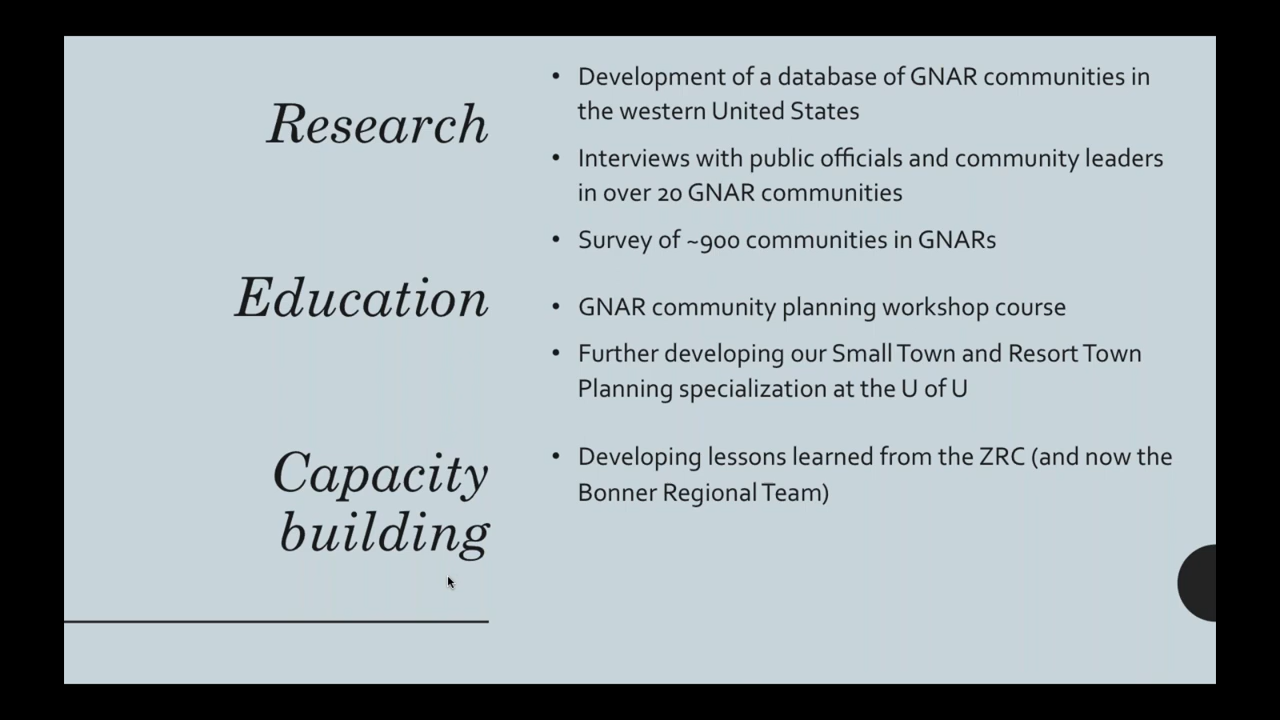 Research
• Development of a database of GNAR communities in
the western United States
• Interviews with public officials and community leaders
in over 20 GNAR communities
• Survey of ~900 communities in GNARs
Education
• GNAR community planning workshop course
• Further developing our Small Town and Resort Town
Planning specialization at the U of U
Capacity
building
• Developing lessons learned from the ZRC (and now the
Bonner Regional Team)